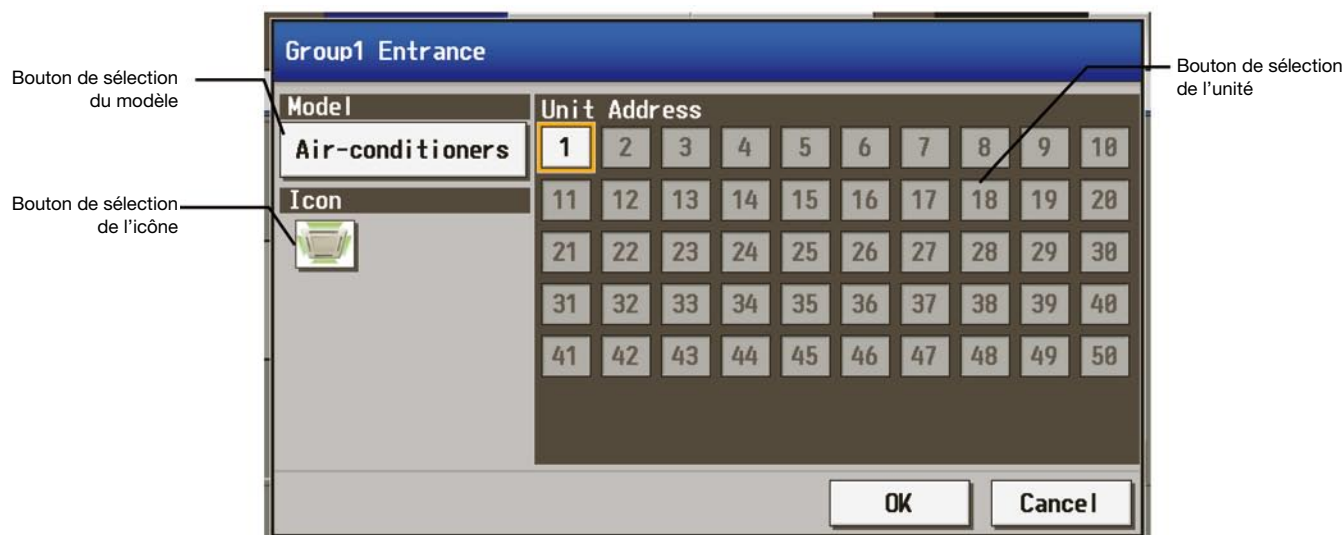 Group1 Entrance
Bouton de sélection
du modèle
Bouton de sélection
de l'unité
Model
Unit Address
Air-conditioners
1 2 3 4 5 6 7 8 9 10
Bouton de sélection
de l'icône
Icon
11 12 13 14 15 16 17 18 19 20
21 22 23 24 25 26 27 28 29 30
31 32 33 34 35 36 37 38 39 40
41 42 43 44 45 46 47 48 49 50
OK
Cancel